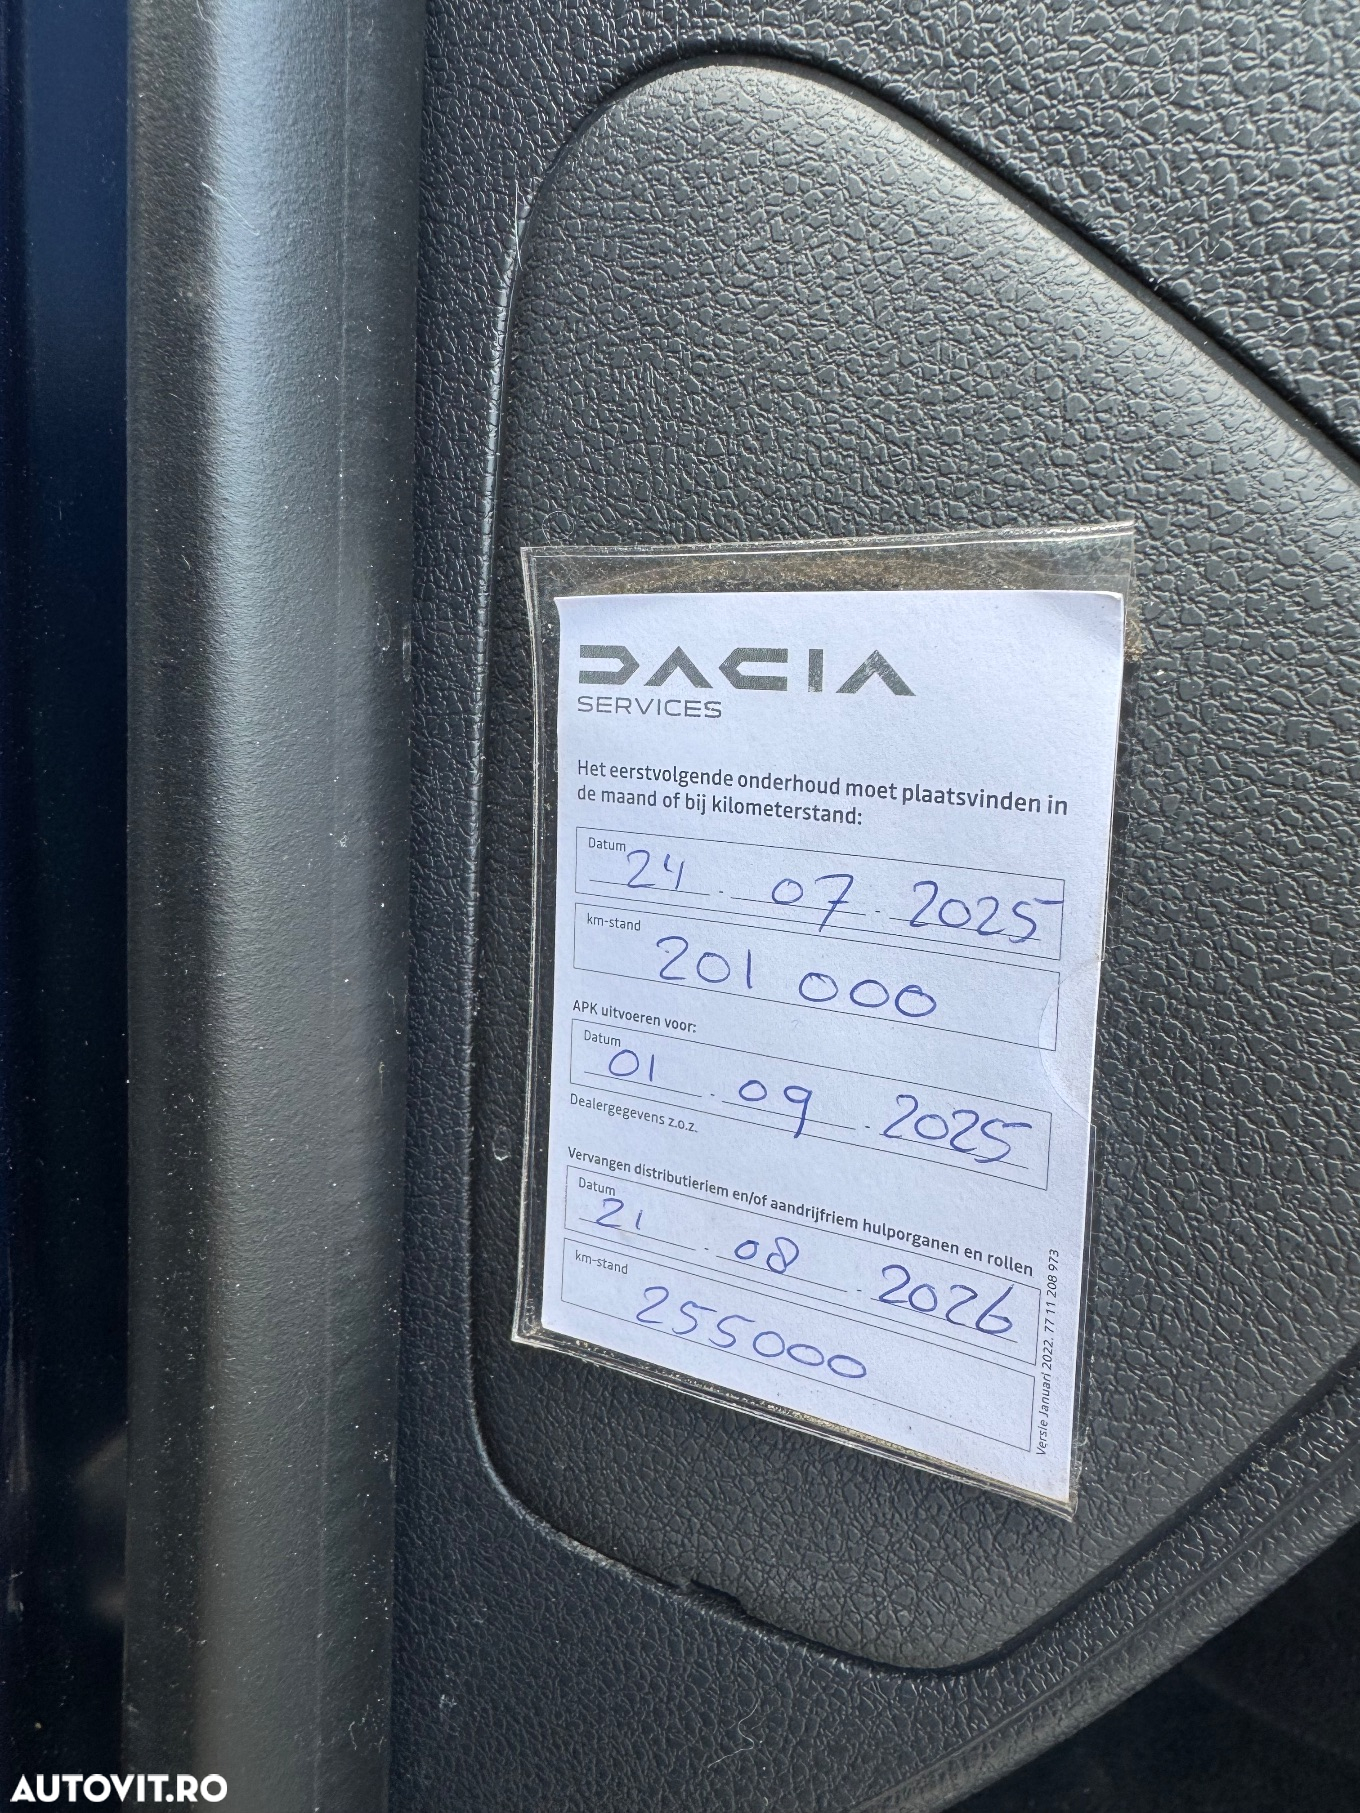 DACIA
SERVICES
Het eerstvolgende onderhoud moet plaatsvinden in
de maand of bij kilometerstand:
Datum
24 . 07 . 2025
km-stand
201 000
APK uitvoeren voor:
Datum
01 . 09 . 2025
Dealergegevens z.o.z.
Vervangen distributieriem en/of aandrijfriem hulporganen en rollen
Datum
21 . 08 . 2026
km-stand
255000
Versie Januari 2022. 77 11 208 973
AUTOVIT.RO